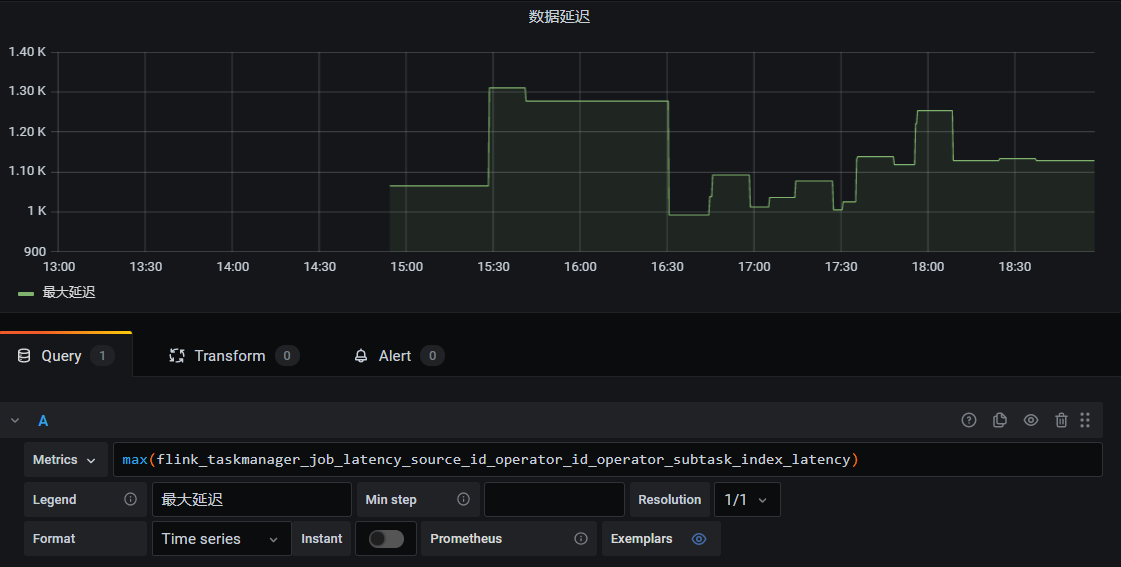 数据延迟
1.40 K
1.30 K
1.20 K
1.10 K
1 K
900
13:00 13:30 14:00 14:30 15:00 15:30 16:00 16:30 17:00 17:30 18:00 18:30
最大延迟
Query 1 Transform 0 Alert 0
A
Metrics max(flink_taskmanager_job_latency_source_id_operator_id_operator_subtask_index_latency)
Legend 最大延迟 Min step Resolution 1/1
Format Time series Instant Prometheus Exemplars